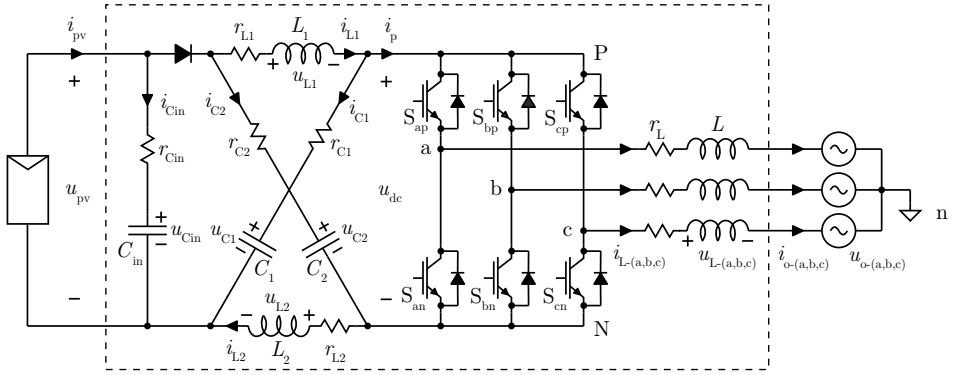 i_pv
r_L1
L_1
i_L1
i_p
P
+
+ u_L1 −
+
i_Cin
i_C2
i_C1
S_ap
S_bp
S_cp
r_Cin
r_C2
r_C1
a
r_L
L
u_pv
u_dc
b
n
+
u_Cin
−
C_in
u_C1
+
−
C_1
+
−
u_C2
C_2
c
i_L-(a,b,c)
+ u_L-(a,b,c) −
i_o-(a,b,c)
u_o-(a,b,c)
−
u_L2
− +
−
S_an
S_bn
S_cn
N
i_L2
L_2
r_L2